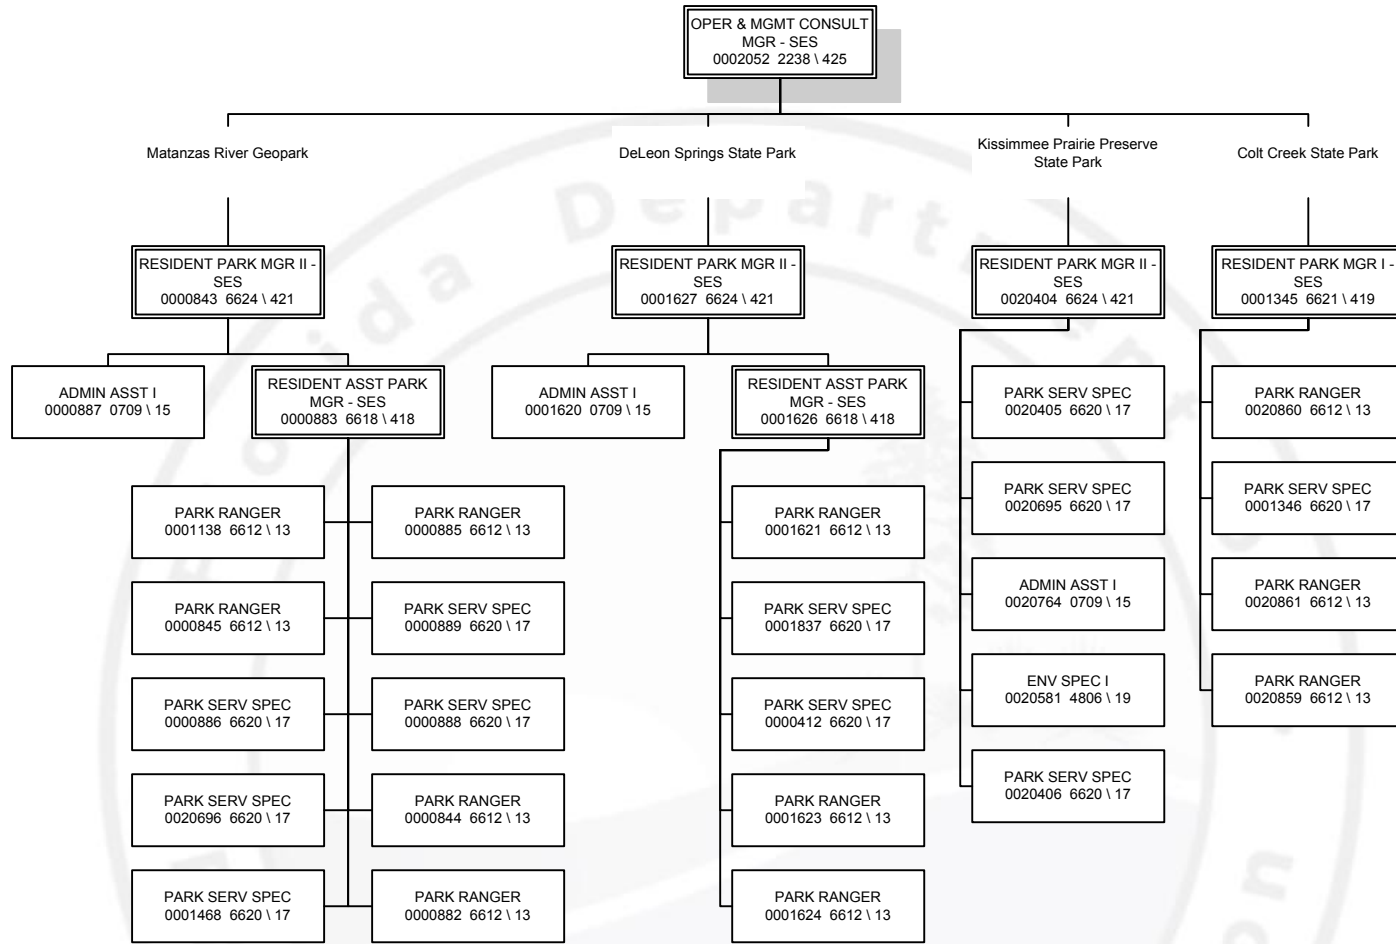 OPER & MGMT CONSULT
MGR - SES
0002052 2238 \ 425
Matanzas River Geopark
DeLeon Springs State Park
Kissimmee Prairie Preserve
State Park
Colt Creek State Park
RESIDENT PARK MGR II -
SES
0000843 6624 \ 421
RESIDENT PARK MGR II -
SES
0001627 6624 \ 421
RESIDENT PARK MGR II -
SES
0020404 6624 \ 421
RESIDENT PARK MGR I -
SES
0001345 6621 \ 419
ADMIN ASST I
0000887 0709 \ 15
RESIDENT ASST PARK
MGR - SES
0000883 6618 \ 418
ADMIN ASST I
0001620 0709 \ 15
RESIDENT ASST PARK
MGR - SES
0001626 6618 \ 418
PARK SERV SPEC
0020405 6620 \ 17
PARK RANGER
0020860 6612 \ 13
PARK RANGER
0001138 6612 \ 13
PARK RANGER
0000885 6612 \ 13
PARK RANGER
0001621 6612 \ 13
PARK SERV SPEC
0020695 6620 \ 17
PARK SERV SPEC
0001346 6620 \ 17
PARK RANGER
0000845 6612 \ 13
PARK SERV SPEC
0000889 6620 \ 17
PARK SERV SPEC
0001837 6620 \ 17
ADMIN ASST I
0020764 0709 \ 15
PARK RANGER
0020861 6612 \ 13
PARK SERV SPEC
0000886 6620 \ 17
PARK SERV SPEC
0000888 6620 \ 17
PARK SERV SPEC
0000412 6620 \ 17
ENV SPEC I
0020581 4806 \ 19
PARK RANGER
0020859 6612 \ 13
PARK SERV SPEC
0020696 6620 \ 17
PARK RANGER
0000844 6612 \ 13
PARK RANGER
0001623 6612 \ 13
PARK SERV SPEC
0020406 6620 \ 17
PARK SERV SPEC
0001468 6620 \ 17
PARK RANGER
0000882 6612 \ 13
PARK RANGER
0001624 6612 \ 13